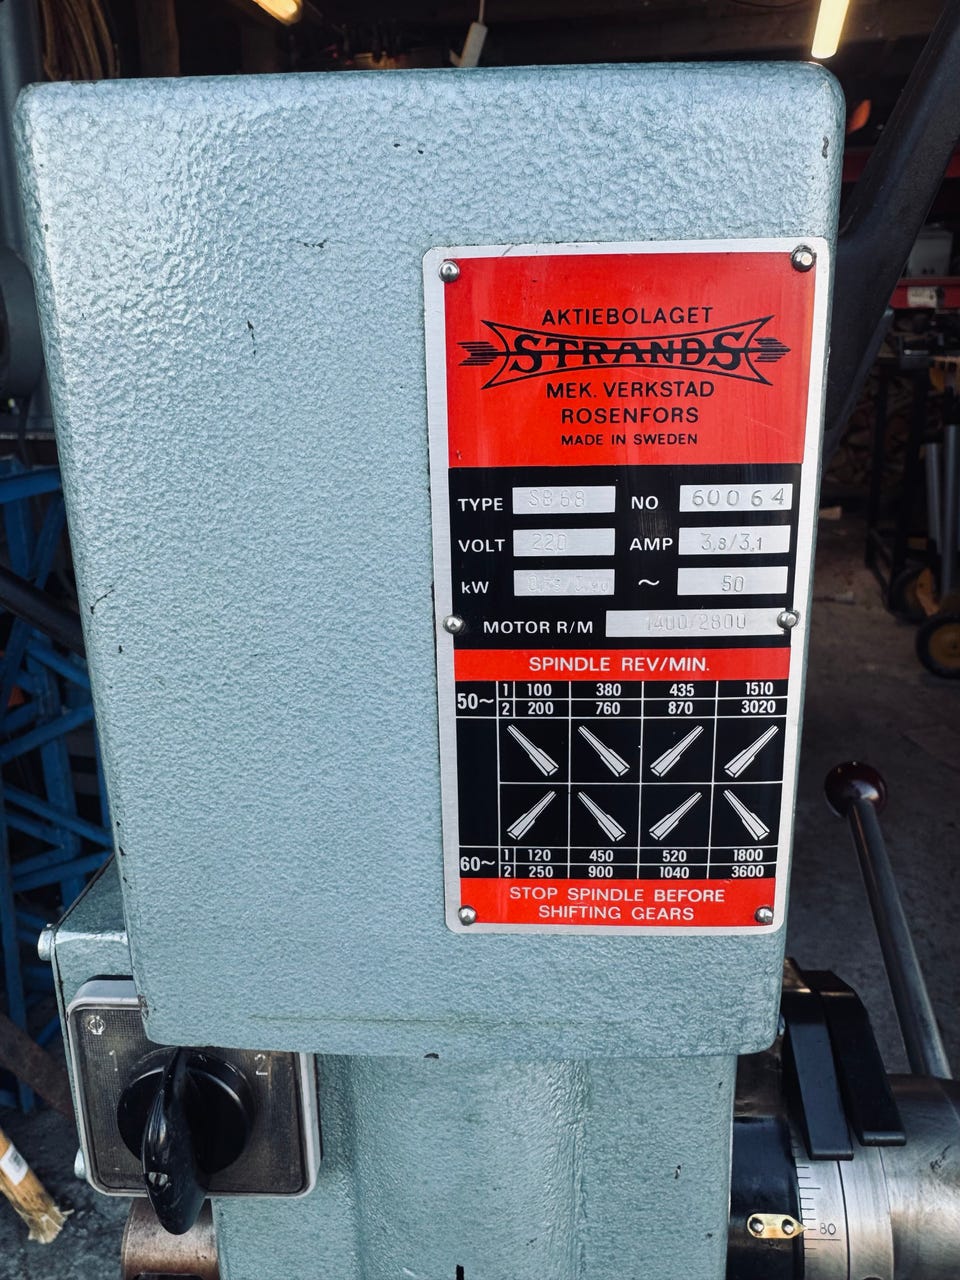 AKTIEBOLAGET
STRANDS
MEK. VERKSTAD
ROSENFORS
MADE IN SWEDEN
TYPE SB 68 NO 60064
VOLT 220 AMP 3,8/3,1
kW ~ 50
MOTOR R/M 1400/2800
SPINDLE REV/MIN.
50~ 1 100 380 435 1510
2 200 760 870 3020
60~ 1 120 450 520 1800
2 250 900 1040 3600
STOP SPINDLE BEFORE
SHIFTING GEARS
1 2
80